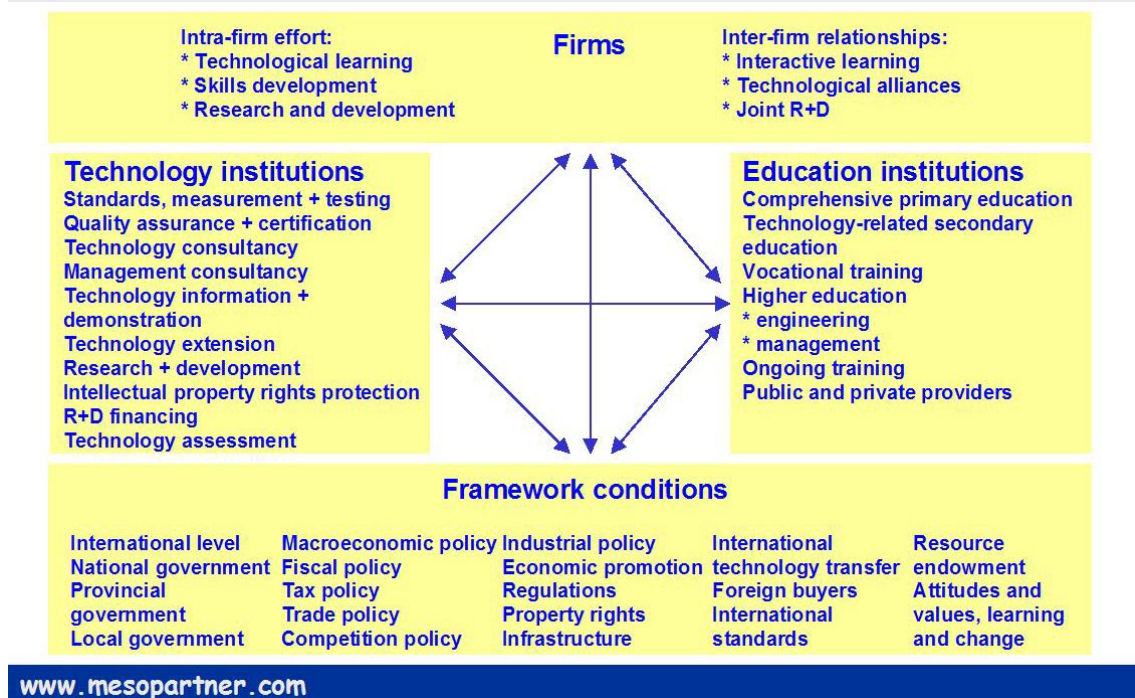 Firms
Intra-firm effort:
* Technological learning
* Skills development
* Research and development
Inter-firm relationships:
* Interactive learning
* Technological alliances
* Joint R+D
Technology institutions
Standards, measurement + testing
Quality assurance + certification
Technology consultancy
Management consultancy
Technology information +
demonstration
Technology extension
Research + development
Intellectual property rights protection
R+D financing
Technology assessment
Education institutions
Comprehensive primary education
Technology-related secondary
education
Vocational training
Higher education
* engineering
* management
Ongoing training
Public and private providers
Framework conditions
International level
National government
Provincial
government
Local government
Macroeconomic policy
Fiscal policy
Tax policy
Trade policy
Competition policy
Industrial policy
Economic promotion
Regulations
Property rights
Infrastructure
International
technology transfer
Foreign buyers
International
standards
Resource
endowment
Attitudes and
values, learning
and change
www.mesopartner.com